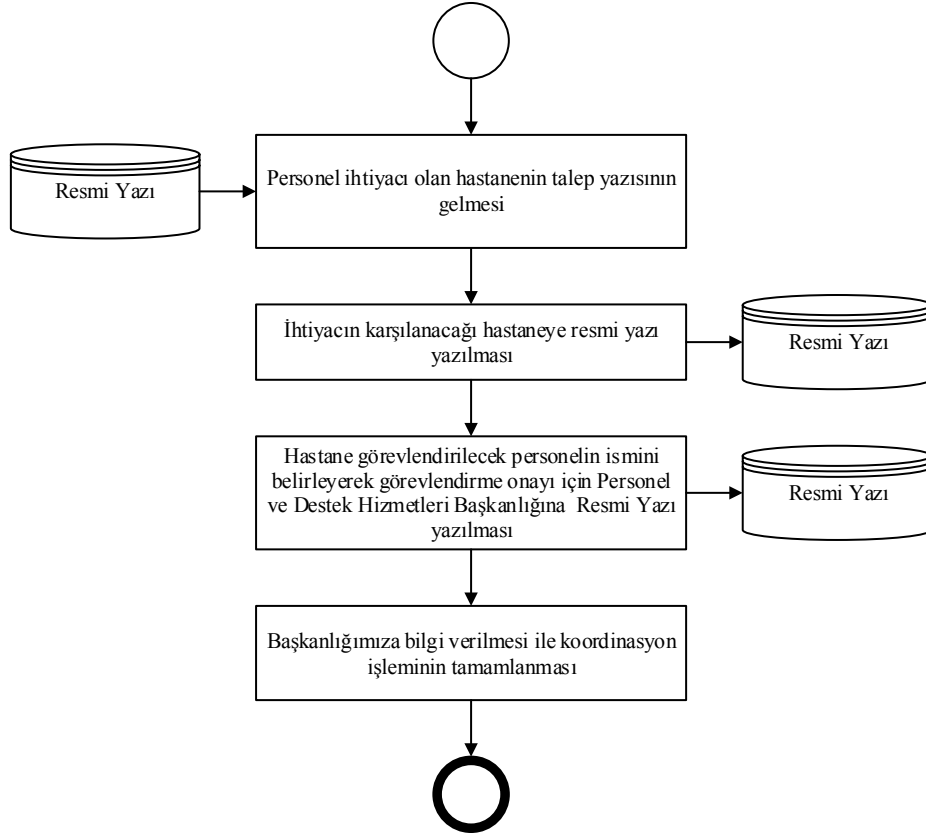 Resmi Yazı
Personel ihtiyacı olan hastanenin talep yazısının
gelmesi
İhtiyacın karşılanacağı hastaneye resmi yazı
yazılması
Resmi Yazı
Hastane görevlendirilecek personelin ismini
belirleyerek görevlendirme onayı için Personel
ve Destek Hizmetleri Başkanlığına Resmi Yazı
yazılması
Resmi Yazı
Başkanlığımıza bilgi verilmesi ile koordinasyon
işleminin tamamlanması